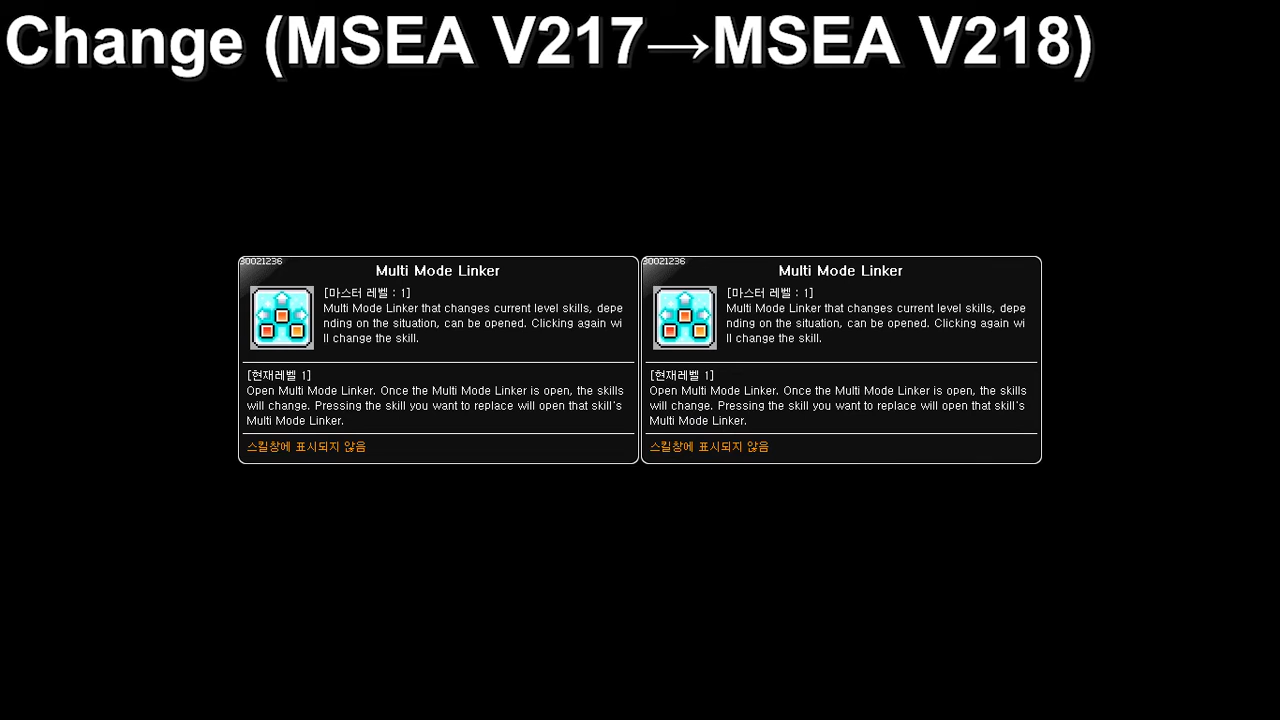 Change (MSEA V217→MSEA V218)
30021236
Multi Mode Linker
[마스터 레벨 : 1]
Multi Mode Linker that changes current level skills, depe
nding on the situation, can be opened. Clicking again wi
ll change the skill.
[현재레벨 1]
Open Multi Mode Linker. Once the Multi Mode Linker is open, the skills
will change. Pressing the skill you want to replace will open that skill's
Multi Mode Linker.
스킬창에 표시되지 않음
30021236
Multi Mode Linker
[마스터 레벨 : 1]
Multi Mode Linker that changes current level skills, depe
nding on the situation, can be opened. Clicking again wi
ll change the skill.
[현재레벨 1]
Open Multi Mode Linker. Once the Multi Mode Linker is open, the skills
will change. Pressing the skill you want to replace will open that skill's
Multi Mode Linker.
스킬창에 표시되지 않음